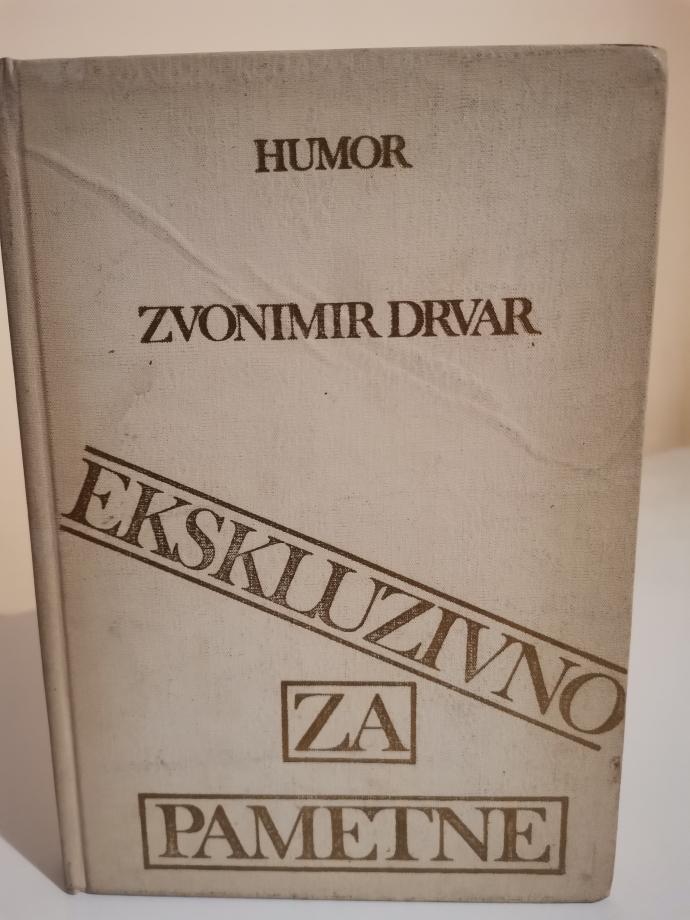 HUMOR
ZVONIMIR DRVAR
EKSKLUZIVNO
ZA
PAMETNE